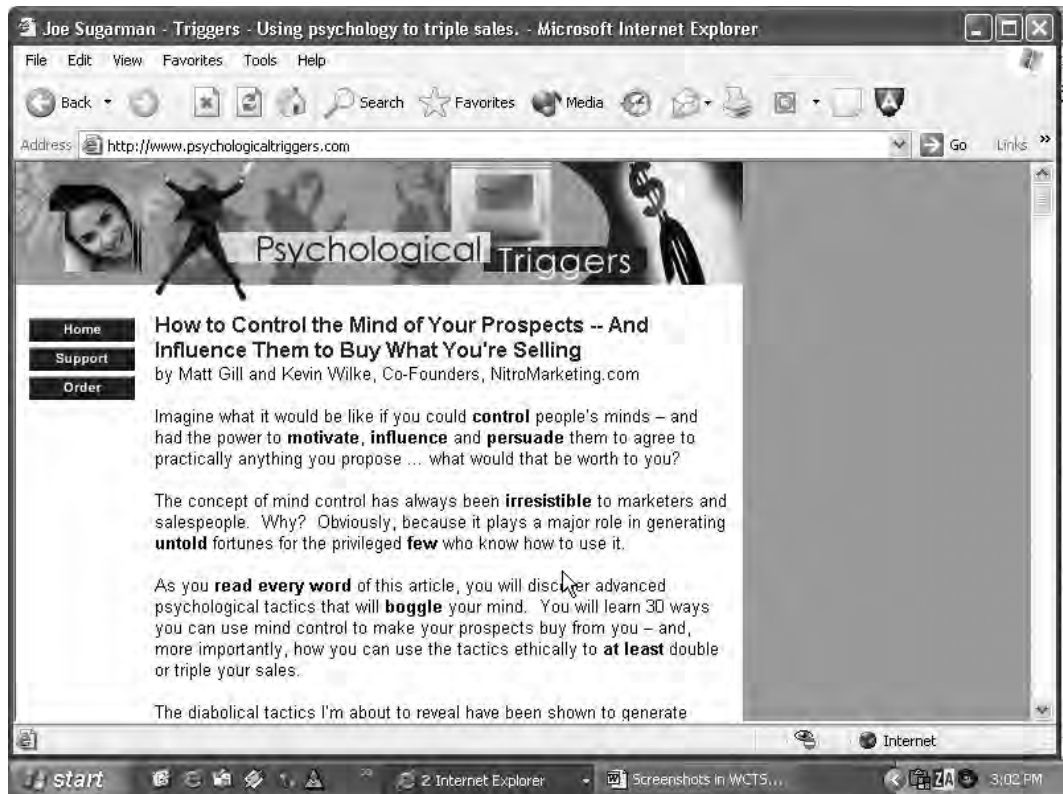 Joe Sugarman - Triggers - Using psychology to triple sales. - Microsoft Internet Explorer
File Edit View Favorites Tools Help
Back Search Favorites Media
Address http://www.psychologicaltriggers.com Go Links »
Psychological Triggers
Home
Support
Order
How to Control the Mind of Your Prospects -- And
Influence Them to Buy What You're Selling
by Matt Gill and Kevin Wilke, Co-Founders, NitroMarketing.com
Imagine what it would be like if you could control people's minds – and
had the power to motivate, influence and persuade them to agree to
practically anything you propose ... what would that be worth to you?
The concept of mind control has always been irresistible to marketers and
salespeople. Why? Obviously, because it plays a major role in generating
untold fortunes for the privileged few who know how to use it.
As you read every word of this article, you will discover advanced
psychological tactics that will boggle your mind. You will learn 30 ways
you can use mind control to make your prospects buy from you – and,
more importantly, how you can use the tactics ethically to at least double
or triple your sales.
The diabolical tactics I'm about to reveal have been shown to generate
Internet
start » 2 Internet Explorer Screenshots in WCTS... ZA 3:02 PM